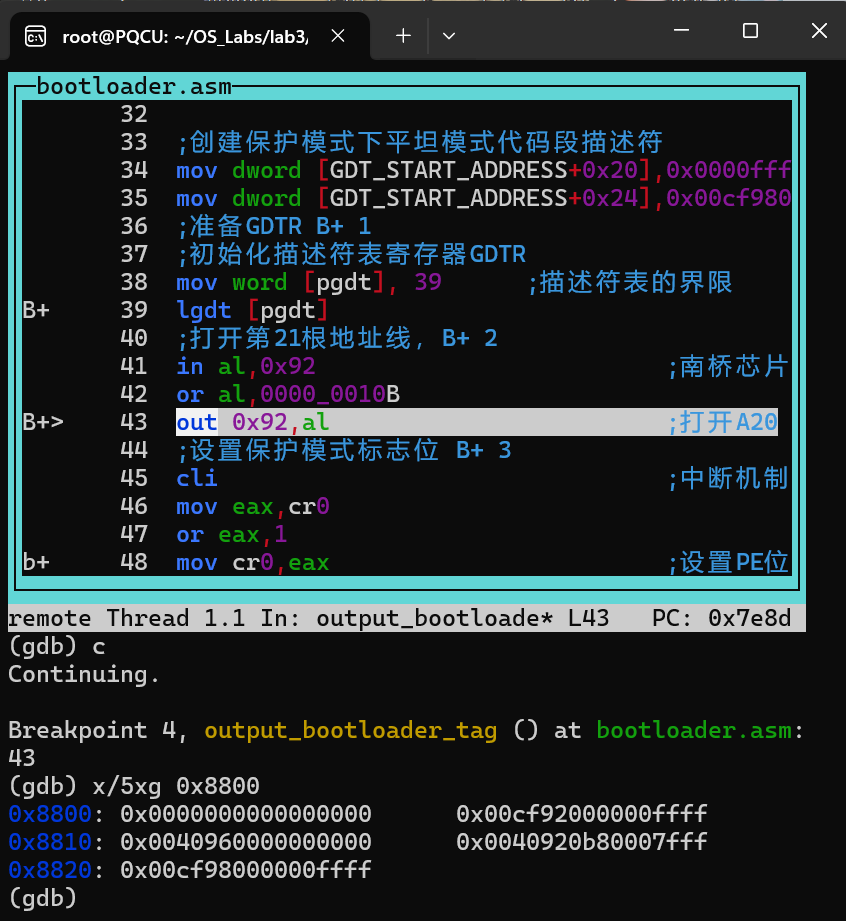 root@PQCU: ~/OS_Labs/lab3/
bootloader.asm
32
33 ;创建保护模式下平坦模式代码段描述符
34 mov dword [GDT_START_ADDRESS+0x20],0x0000fff
35 mov dword [GDT_START_ADDRESS+0x24],0x00cf980
36 ;准备GDTR B+ 1
37 ;初始化描述符表寄存器GDTR
38 mov word [pgdt], 39 ;描述符表的界限
B+ 39 lgdt [pgdt]
40 ;打开第21根地址线, B+ 2
41 in al,0x92 ;南桥芯片
42 or al,0000_0010B
B+> 43 out 0x92,al ;打开A20
44 ;设置保护模式标志位 B+ 3
45 cli ;中断机制
46 mov eax,cr0
47 or eax,1
b+ 48 mov cr0,eax ;设置PE位
remote Thread 1.1 In: output_bootloade* L43 PC: 0x7e8d
(gdb) c
Continuing.
Breakpoint 4, output_bootloader_tag () at bootloader.asm:
43
(gdb) x/5xg 0x8800
0x8800: 0x0000000000000000 0x00cf92000000ffff
0x8810: 0x0040960000000000 0x0040920b80007fff
0x8820: 0x00cf98000000ffff
(gdb)